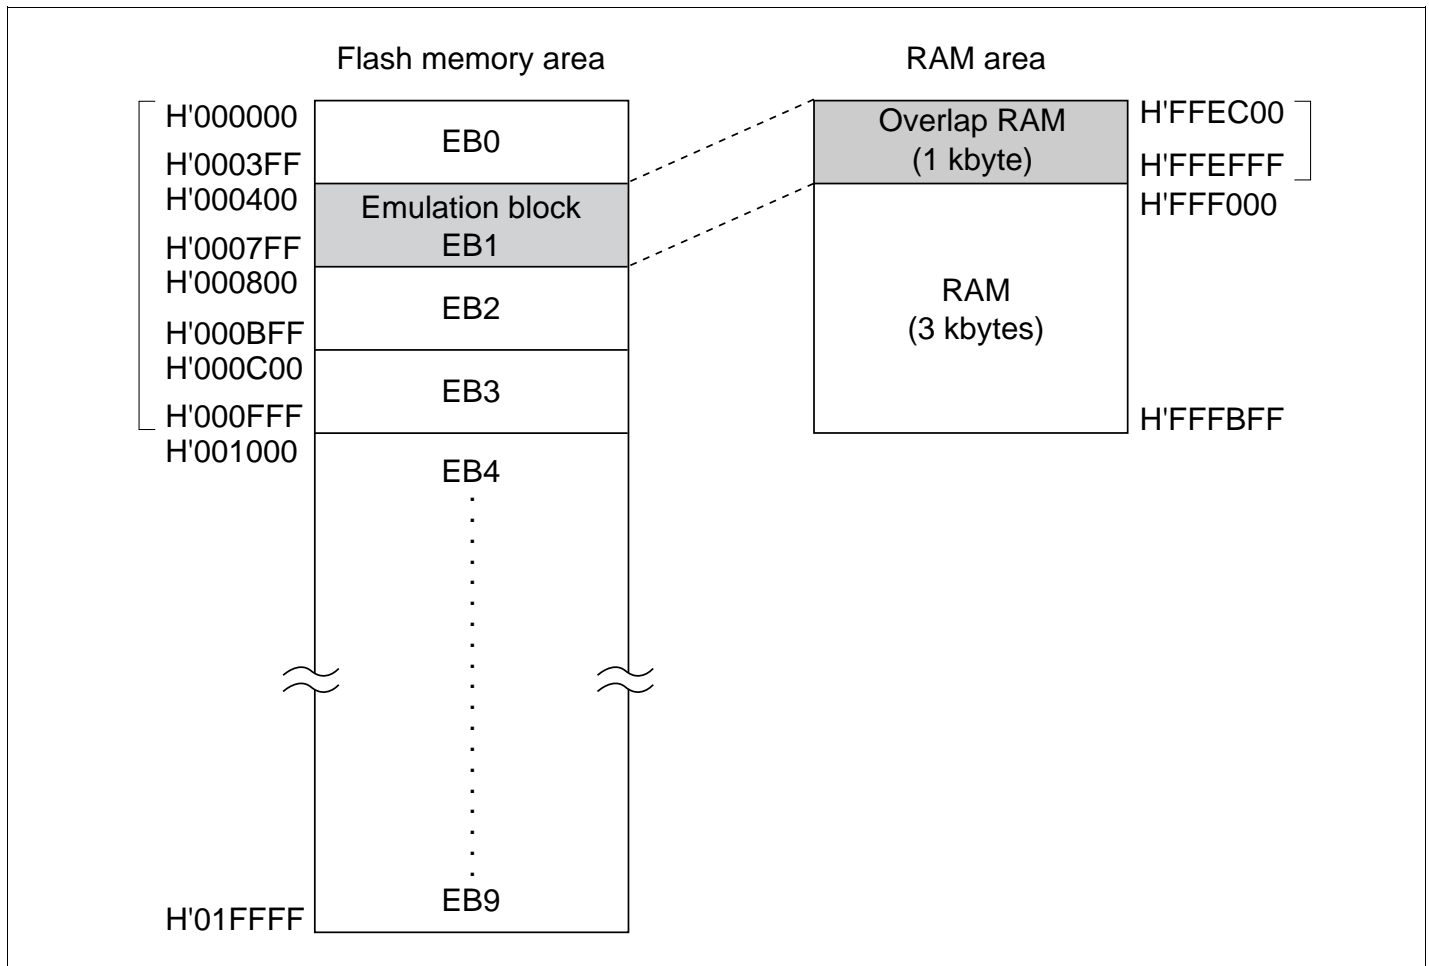 Flash memory area
RAM area
H'000000
EB0
H'0003FF
H'000400
Emulation block
EB1
H'0007FF
H'000800
EB2
H'000BFF
H'000C00
EB3
H'000FFF
H'001000
EB4
EB9
H'01FFFF
Overlap RAM
(1 kbyte)
H'FFEC00
H'FFEFFF
H'FFF000
RAM
(3 kbytes)
H'FFFBFF